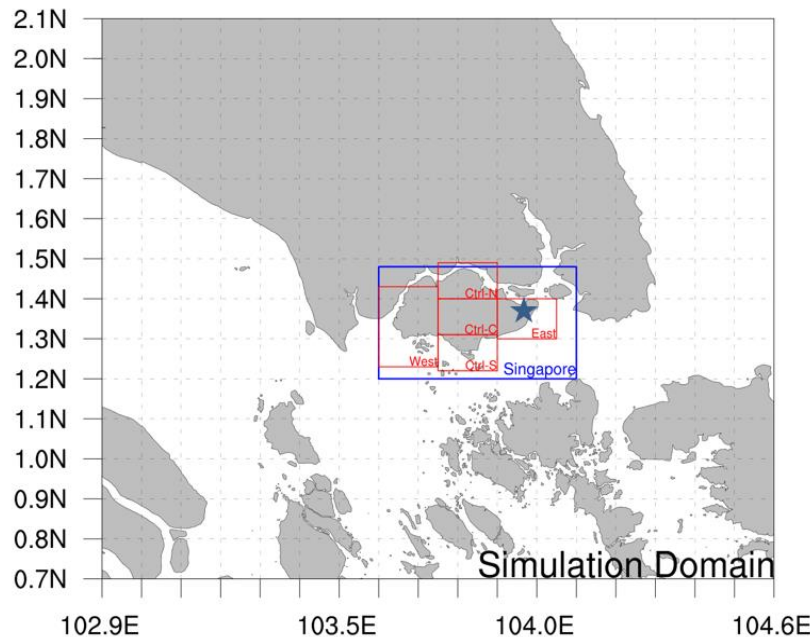 2.1N
2.0N
1.9N
1.8N
1.7N
1.6N
1.5N
1.4N
1.3N
1.2N
1.1N
1.0N
0.9N
0.8N
0.7N
Ctrl-N
Ctrl-C
East
West
Ctrl-S
Singapore
Simulation Domain
102.9E 103.5E 104.0E 104.6E